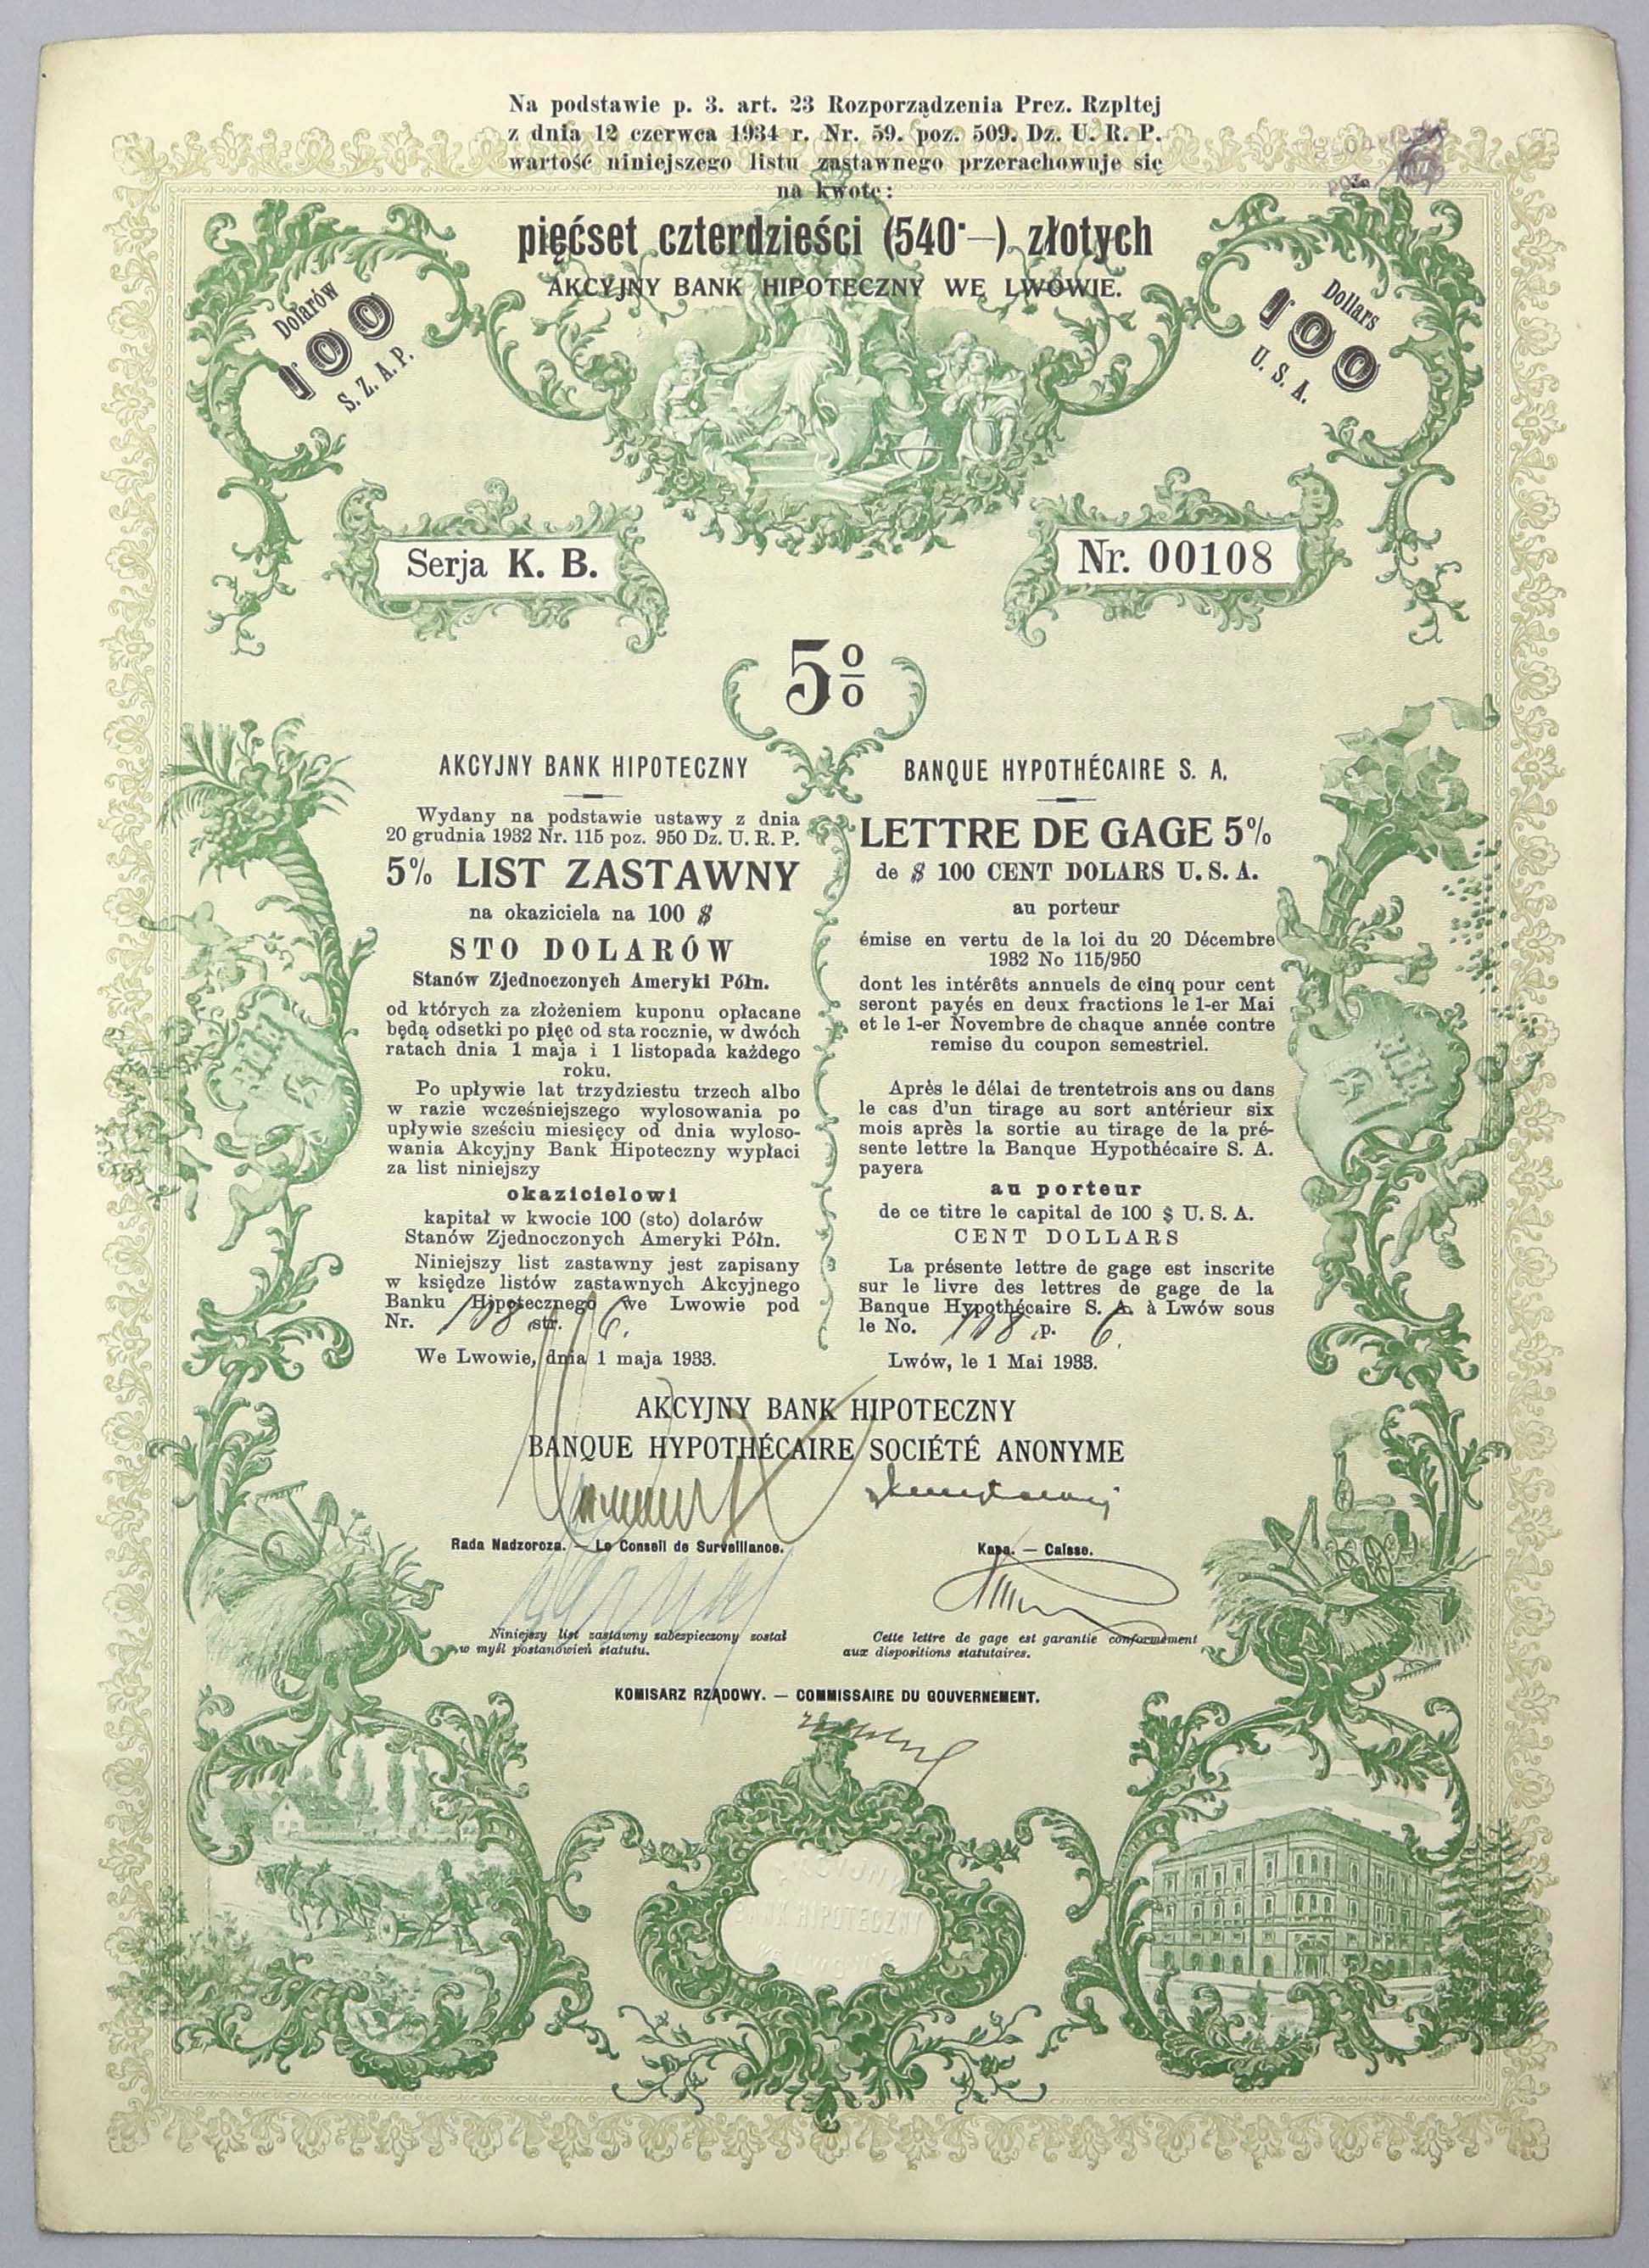 Na podstawie p. 3. art. 23 Rozporządzenia Prez. Rzpltej
z dnia 12 czerwca 1934 r. Nr. 59. poz. 509. Dz. U. R. P.
wartość niniejszego listu zastawnego przerachowuje się
na kwotę:
pięćset czterdzieści (540·—) złotych
AKCYJNY BANK HIPOTECZNY WE LWOWIE.
Dolarów
100
S. Z. A. P.
Dollars
100
U. S. A.
Serja K. B.
Nr. 00108
5%
AKCYJNY BANK HIPOTECZNY
Wydany na podstawie ustawy z dnia
20 grudnia 1932 Nr. 115 poz. 950 Dz. U. R. P.
5% LIST ZASTAWNY
na okaziciela na 100 $
STO DOLARÓW
Stanów Zjednoczonych Ameryki Półn.
od których za złożeniem kuponu opłacane
będą odsetki po pięć od sta rocznie, w dwóch
ratach dnia 1 maja i 1 listopada każdego
roku.
Po upływie lat trzydziestu trzech albo
w razie wcześniejszego wylosowania po
upływie sześciu miesięcy od dnia wyloso-
wania Akcyjny Bank Hipoteczny wypłaci
za list niniejszy
okazicielowi
kapitał w kwocie 100 (sto) dolarów
Stanów Zjednoczonych Ameryki Półn.
Niniejszy list zastawny jest zapisany
w księdze listów zastawnych Akcyjnego
Banku Hipotecznego we Lwowie pod
Nr. 108 str. 6.
We Lwowie, dnia 1 maja 1933.
BANQUE HYPOTHÉCAIRE S. A.
LETTRE DE GAGE 5%
de $ 100 CENT DOLARS U. S. A.
au porteur
émise en vertu de la loi du 20 Décembre
1932 No 115/950
dont les intérêts annuels de cinq pour cent
seront payés en deux fractions le 1-er Mai
et le 1-er Novembre de chaque année contre
remise du coupon semestriel.
Après le délai de trentetrois ans ou dans
le cas d'un tirage au sort antérieur six
mois après la sortie au tirage de la pré-
sente lettre la Banque Hypothécaire S. A.
payera
au porteur
de ce titre le capital de 100 $ U. S. A.
CENT DOLLARS
La présente lettre de gage est inscrite
sur le livre des lettres de gage de la
Banque Hypothécaire S. A. à Lwów sous
le No. 108 p. 6.
Lwów, le 1 Mai 1933.
AKCYJNY BANK HIPOTECZNY
BANQUE HYPOTHÉCAIRE SOCIÉTÉ ANONYME
Rada Nadzorcza. — Le Conseil de Surveillance.
Kasa. — Caisse.
Niniejszy list zastawny zabezpieczony został
w myśl postanowień statutu.
Cette lettre de gage est garantie conformément
aux dispositions statutaires.
KOMISARZ RZĄDOWY. — COMMISSAIRE DU GOUVERNEMENT.
AKCYJNY
BANK HIPOTECZNY
WE LWOWIE